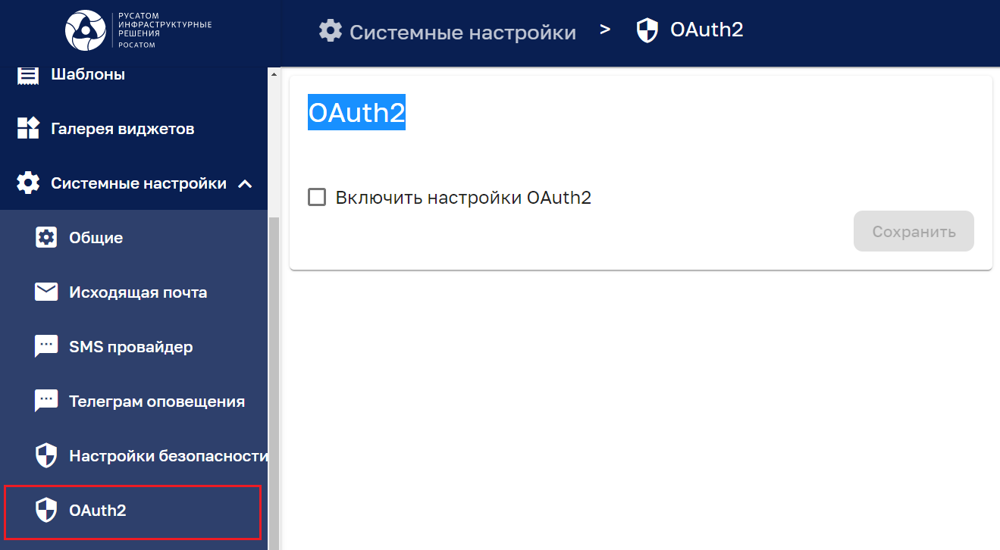 РУСАТОМ
ИНФРАСТРУКТУРНЫЕ
РЕШЕНИЯ
РОСАТОМ
Системные настройки > OAuth2
Шаблоны
Галерея виджетов
Системные настройки
Общие
Исходящая почта
SMS провайдер
Телеграм оповещения
Настройки безопасности
OAuth2
OAuth2
Включить настройки OAuth2
Сохранить